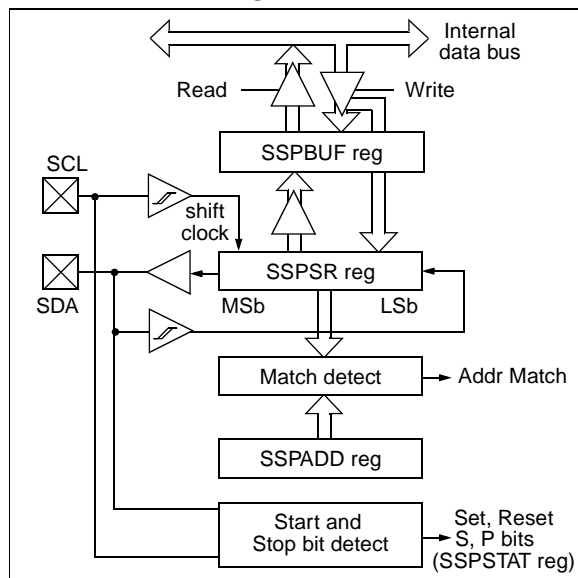 Internal
data bus
Read
Write
SSPBUF reg
SCL
shift
clock
SSPSR reg
SDA
MSb
LSb
Match detect
Addr Match
SSPADD reg
Start and
Stop bit detect
Set, Reset
S, P bits
(SSPSTAT reg)